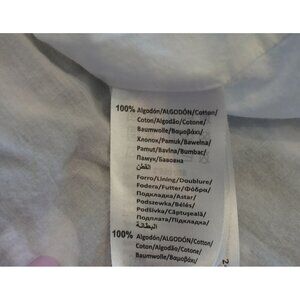 100% Algodón/ALGODÓN/Cotton/
Coton/Algodão/Cotone/
Baumwolle/Βαμβάκι/
Хлопок/Pamuk/Bawełna/
Pamut/Bavlna/Bumbac/
Памук/Бавовна
القطن
Forro/Lining/Doublure/
Fodera/Futter/Φόδρα/
Подкладка/Astar/
Podszewka/Bélés/
Podšívka/Căptuşeală/
Подплата/Підкладка/
البطانة
100% Algodón/ALGODÓN/Cotton/
Coton/Algodão/Cotone/
Baumwolle/Βαμβάκι/